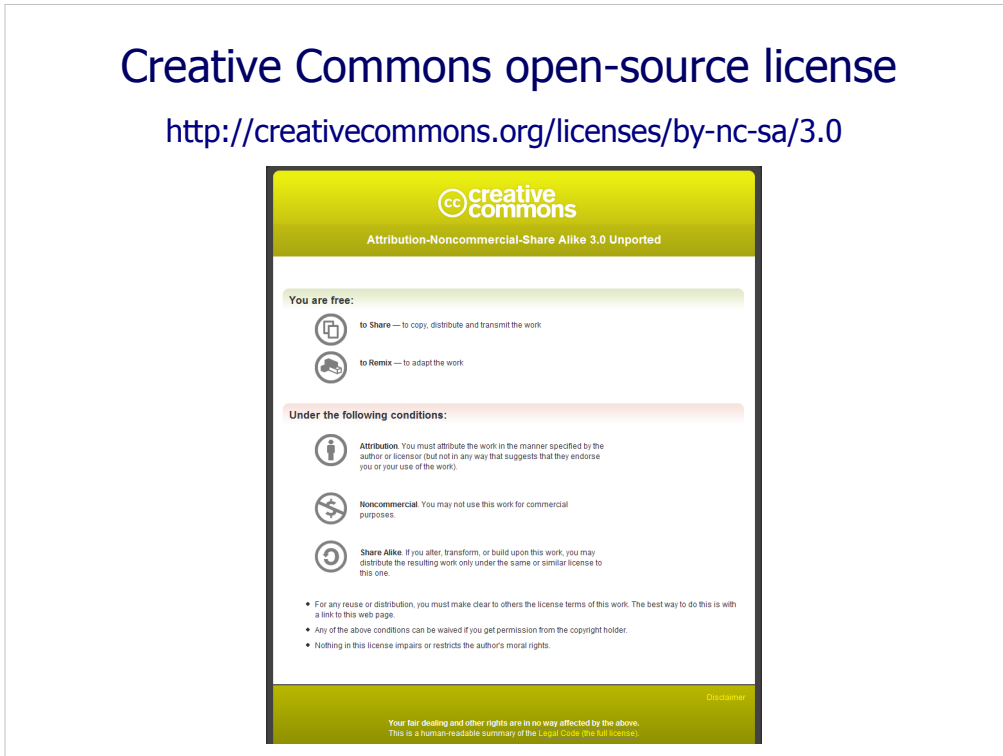 Creative Commons open-source license
http://creativecommons.org/licenses/by-nc-sa/3.0
cc creative
commons
Attribution-Noncommercial-Share Alike 3.0 Unported
You are free:
to Share — to copy, distribute and transmit the work
to Remix — to adapt the work
Under the following conditions:
Attribution. You must attribute the work in the manner specified by the
author or licensor (but not in any way that suggests that they endorse
you or your use of the work).
Noncommercial. You may not use this work for commercial
purposes.
Share Alike. If you alter, transform, or build upon this work, you may
distribute the resulting work only under the same or similar license to
this one.
• For any reuse or distribution, you must make clear to others the license terms of this work. The best way to do this is with
a link to this web page.
• Any of the above conditions can be waived if you get permission from the copyright holder.
• Nothing in this license impairs or restricts the author's moral rights.
Disclaimer
Your fair dealing and other rights are in no way affected by the above.
This is a human-readable summary of the Legal Code (the full license).